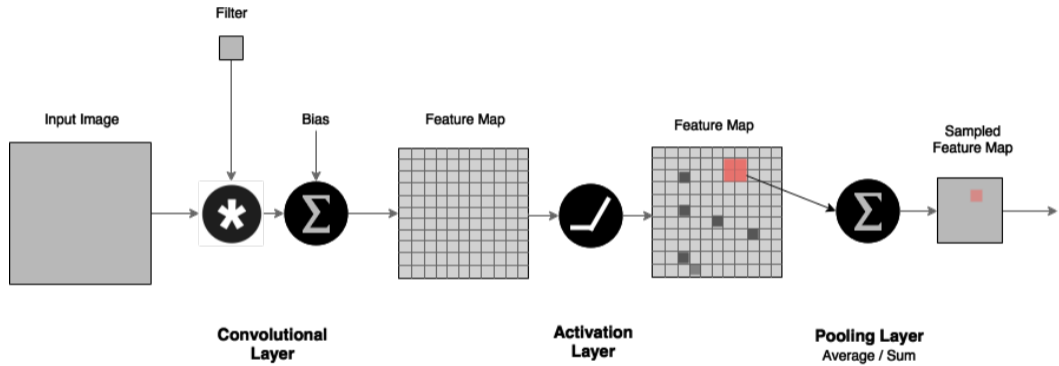 Filter
Input Image
Bias
Feature Map
Feature Map
Sampled
Feature Map
*
Σ
Σ
Convolutional
Layer
Activation
Layer
Pooling Layer
Average / Sum